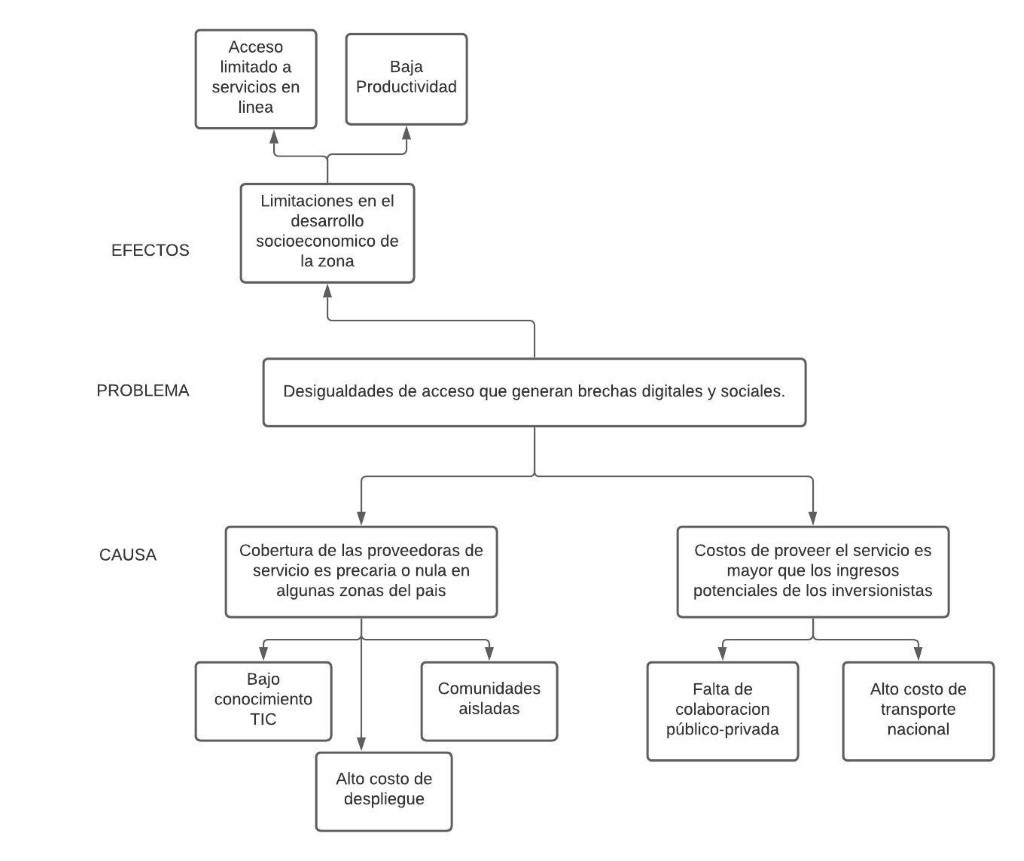 Acceso
limitado a
servicios en
linea
Baja
Productividad
EFECTOS
Limitaciones en el
desarrollo
socioeconomico de
la zona
PROBLEMA
Desigualdades de acceso que generan brechas digitales y sociales.
CAUSA
Cobertura de las proveedoras de
servicio es precaria o nula en
algunas zonas del pais
Costos de proveer el servicio es
mayor que los ingresos
potenciales de los inversionistas
Bajo
conocimiento
TIC
Alto costo de
despliegue
Comunidades
aisladas
Falta de
colaboracion
público-privada
Alto costo de
transporte
nacional